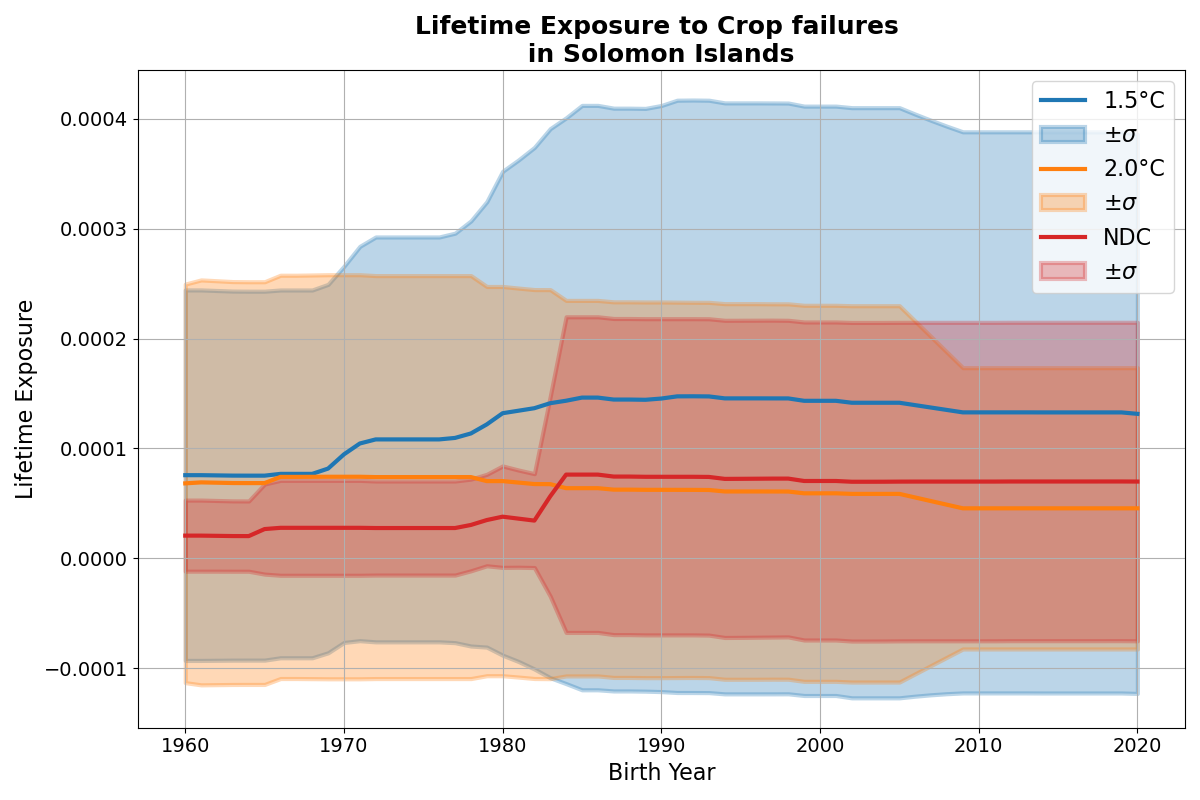 Lifetime Exposure to Crop failures
in Solomon Islands
1.5°C
±σ
2.0°C
±σ
NDC
±σ
Lifetime Exposure
0.0004
0.0003
0.0002
0.0001
0.0000
−0.0001
1960 1970 1980 1990 2000 2010 2020
Birth Year